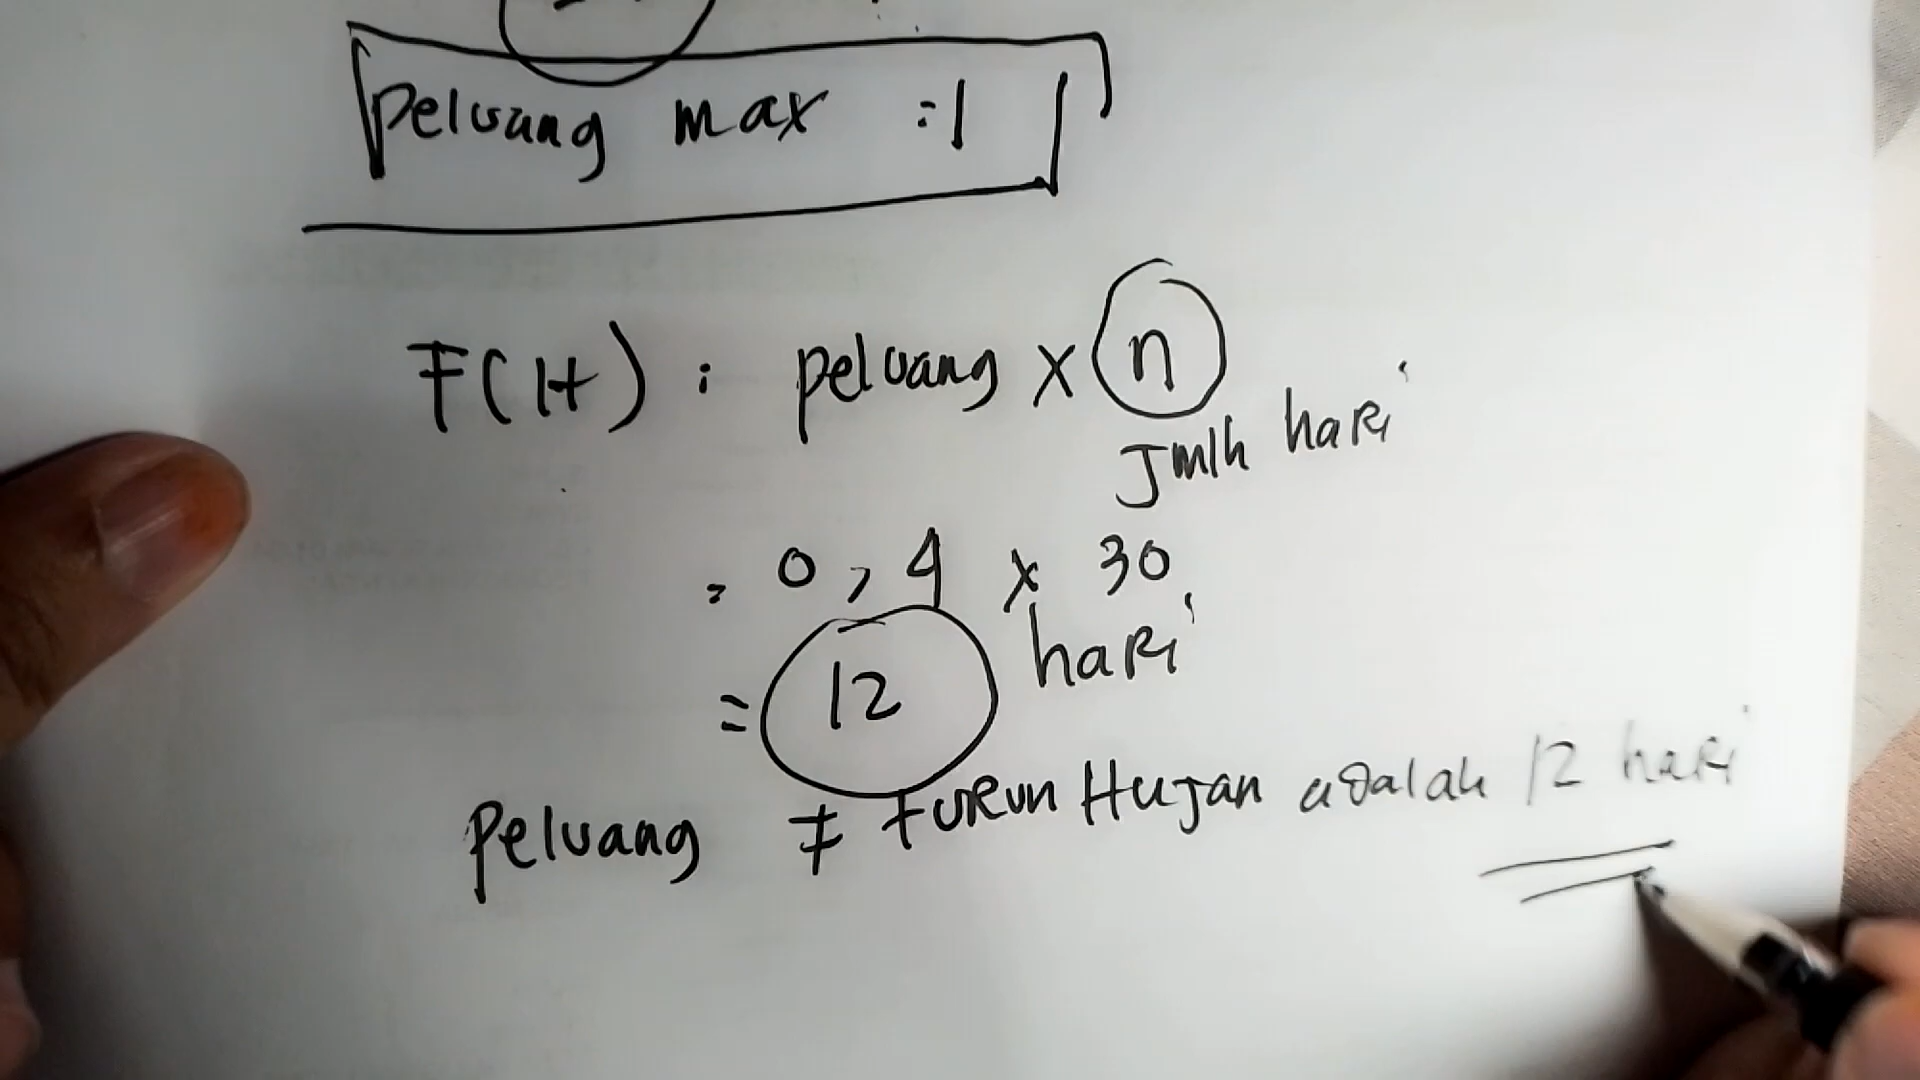 Peluang max : 1
F(H) : peluang x n
Jmlh hari
= 0,4 x 30
hari
= 12
Peluang ≠ turun Hujan adalah 12 hari